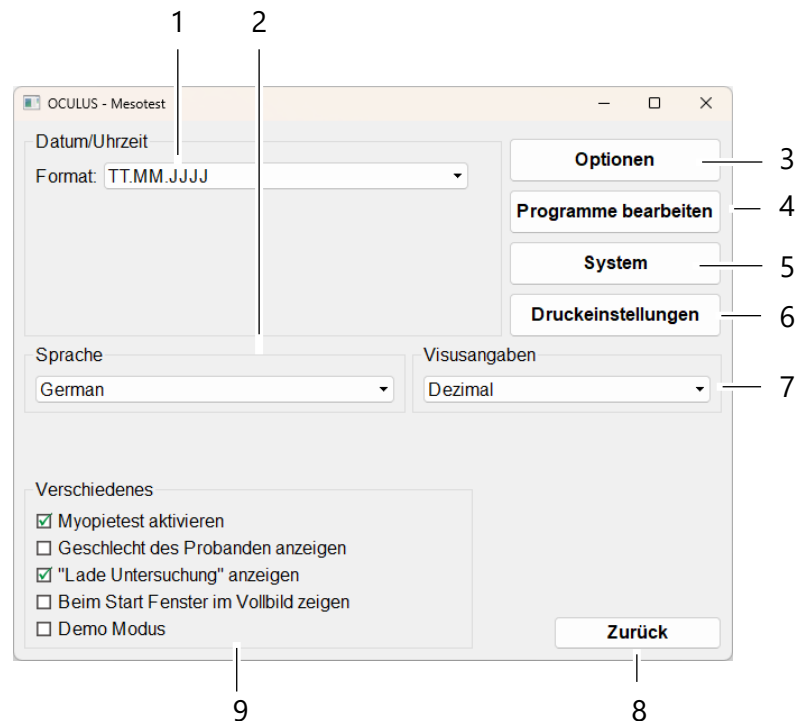 1 2
OCULUS - Mesotest
Datum/Uhrzeit
Format: TT.MM.JJJJ
Optionen 3
Programme bearbeiten 4
System 5
Druckeinstellungen 6
Sprache Visusangaben
German Dezimal 7
Verschiedenes
Myopietest aktivieren
Geschlecht des Probanden anzeigen
"Lade Untersuchung" anzeigen
Beim Start Fenster im Vollbild zeigen
Demo Modus Zurück
9 8